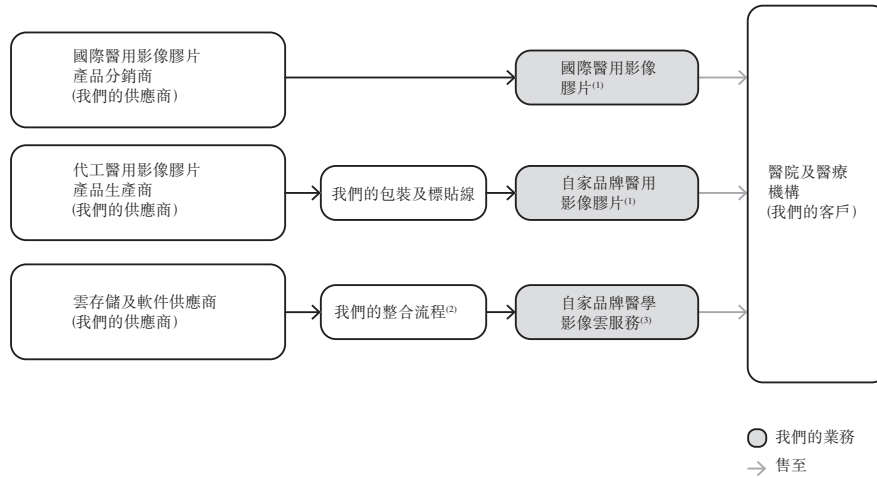 國際醫用影像膠片
產品分銷商
(我們的供應商)
國際醫用影像
膠片(1)
代工醫用影像膠片
產品生產商
(我們的供應商)
我們的包裝及標貼線
自家品牌醫用
影像膠片(1)
醫院及醫療
機構
(我們的客戶)
雲存儲及軟件供應商
(我們的供應商)
我們的整合流程(2)
自家品牌醫學
影像雲服務(3)
我們的業務
售至